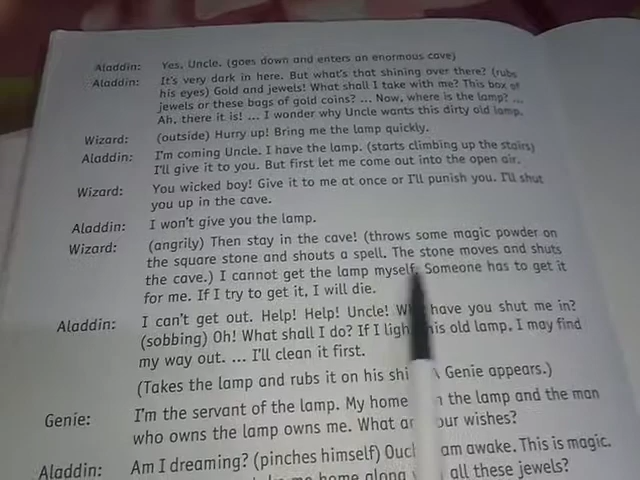 Aladdin: Yes, Uncle. (goes down and enters an enormous cave)
Aladdin: It's very dark in here. But what's that shining over there? (rubs
his eyes) Gold and jewels! What shall I take with me? This box of
jewels or these bags of gold coins? ... Now, where is the lamp? ...
Ah, there it is! ... I wonder why Uncle wants this dirty old lamp.
Wizard: (outside) Hurry up! Bring me the lamp quickly.
Aladdin: I'm coming Uncle. I have the lamp. (starts climbing up the stairs)
I'll give it to you. But first let me come out into the open air.
Wizard: You wicked boy! Give it to me at once or I'll punish you. I'll shut
you up in the cave.
Aladdin: I won't give you the lamp.
Wizard: (angrily) Then stay in the cave! (throws some magic powder on
the square stone and shouts a spell. The stone moves and shuts
the cave.) I cannot get the lamp myself. Someone has to get it
for me. If I try to get it, I will die.
Aladdin: I can't get out. Help! Help! Uncle! have you shut me in?
(sobbing) Oh! What shall I do? If I old lamp, I may find
my way out. ... I'll clean it first.
(Takes the lamp and rubs it on his Genie appears.)
Genie: I'm the servant of the lamp. My home the lamp and the man
who owns the lamp owns me. What wishes?
Aladdin: Am I dreaming? (pinches himself) am awake. This is magic.
home along all these jewels?